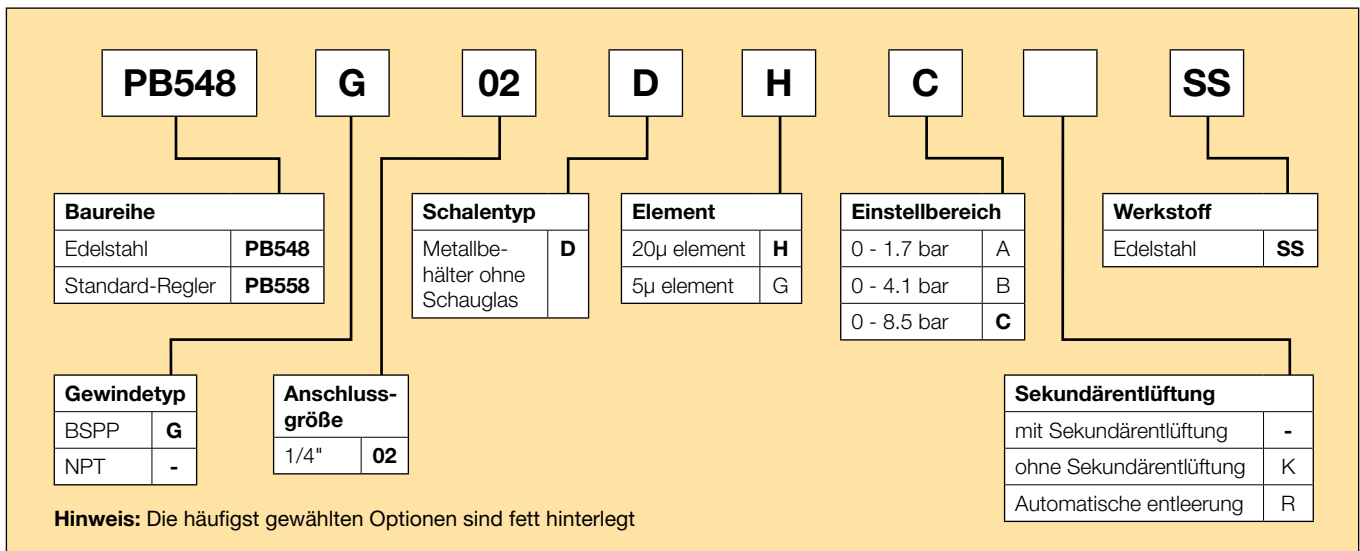 PB548 G 02 D H C SS
Baureihe
Edelstahl PB548
Standard-Regler PB558
Schalentyp
Metallbe- D
hälter ohne
Schauglas
Element
20µ element H
5µ element G
Einstellbereich
0 - 1.7 bar A
0 - 4.1 bar B
0 - 8.5 bar C
Werkstoff
Edelstahl SS
Gewindetyp
BSPP G
NPT -
Anschluss-
größe
1/4" 02
Sekundärentlüftung
mit Sekundärentlüftung -
ohne Sekundärentlüftung K
Automatische entleerung R
Hinweis: Die häufigst gewählten Optionen sind fett hinterlegt